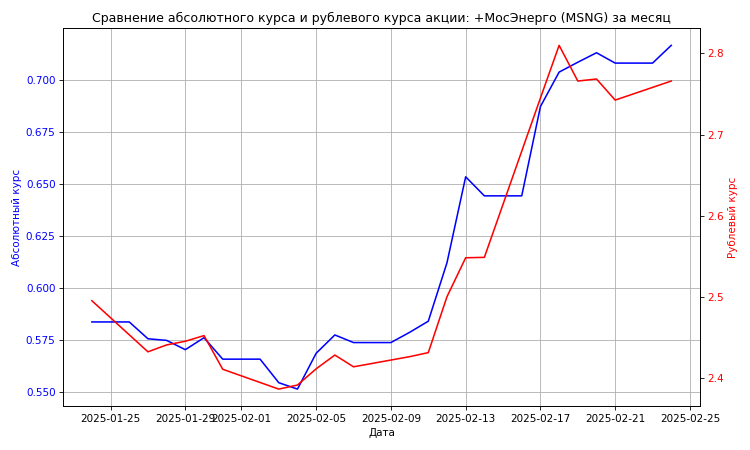 Сравнение абсолютного курса и рублевого курса акции: +МосЭнерго (MSNG) за месяц
Абсолютный курс
0.700
0.675
0.650
0.625
0.600
0.575
0.550
2.8
2.7
2.6
2.5
2.4
Рублевый курс
2025-01-25 2025-01-29 2025-02-01 2025-02-05 2025-02-09 2025-02-13 2025-02-17 2025-02-21 2025-02-25
Дата